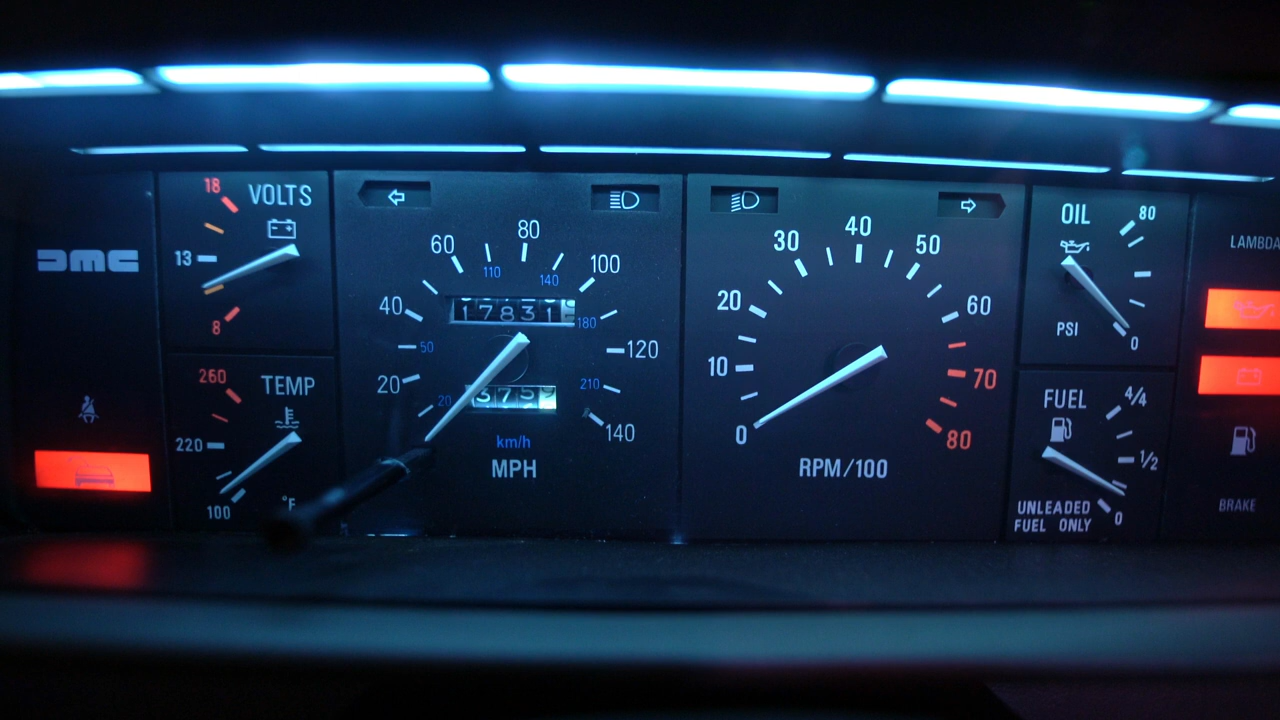 DMC
18
VOLTS
13
8
260
TEMP
220
100
°F
20
40
60
80
100
120
140
20
50
110
140
180
210
17831
3759
km/h
MPH
0
10
20
30
40
50
60
70
80
RPM/100
OIL
80
PSI
0
FUEL
4/4
1/2
UNLEADED
FUEL ONLY
0
LAMBDA
BRAKE